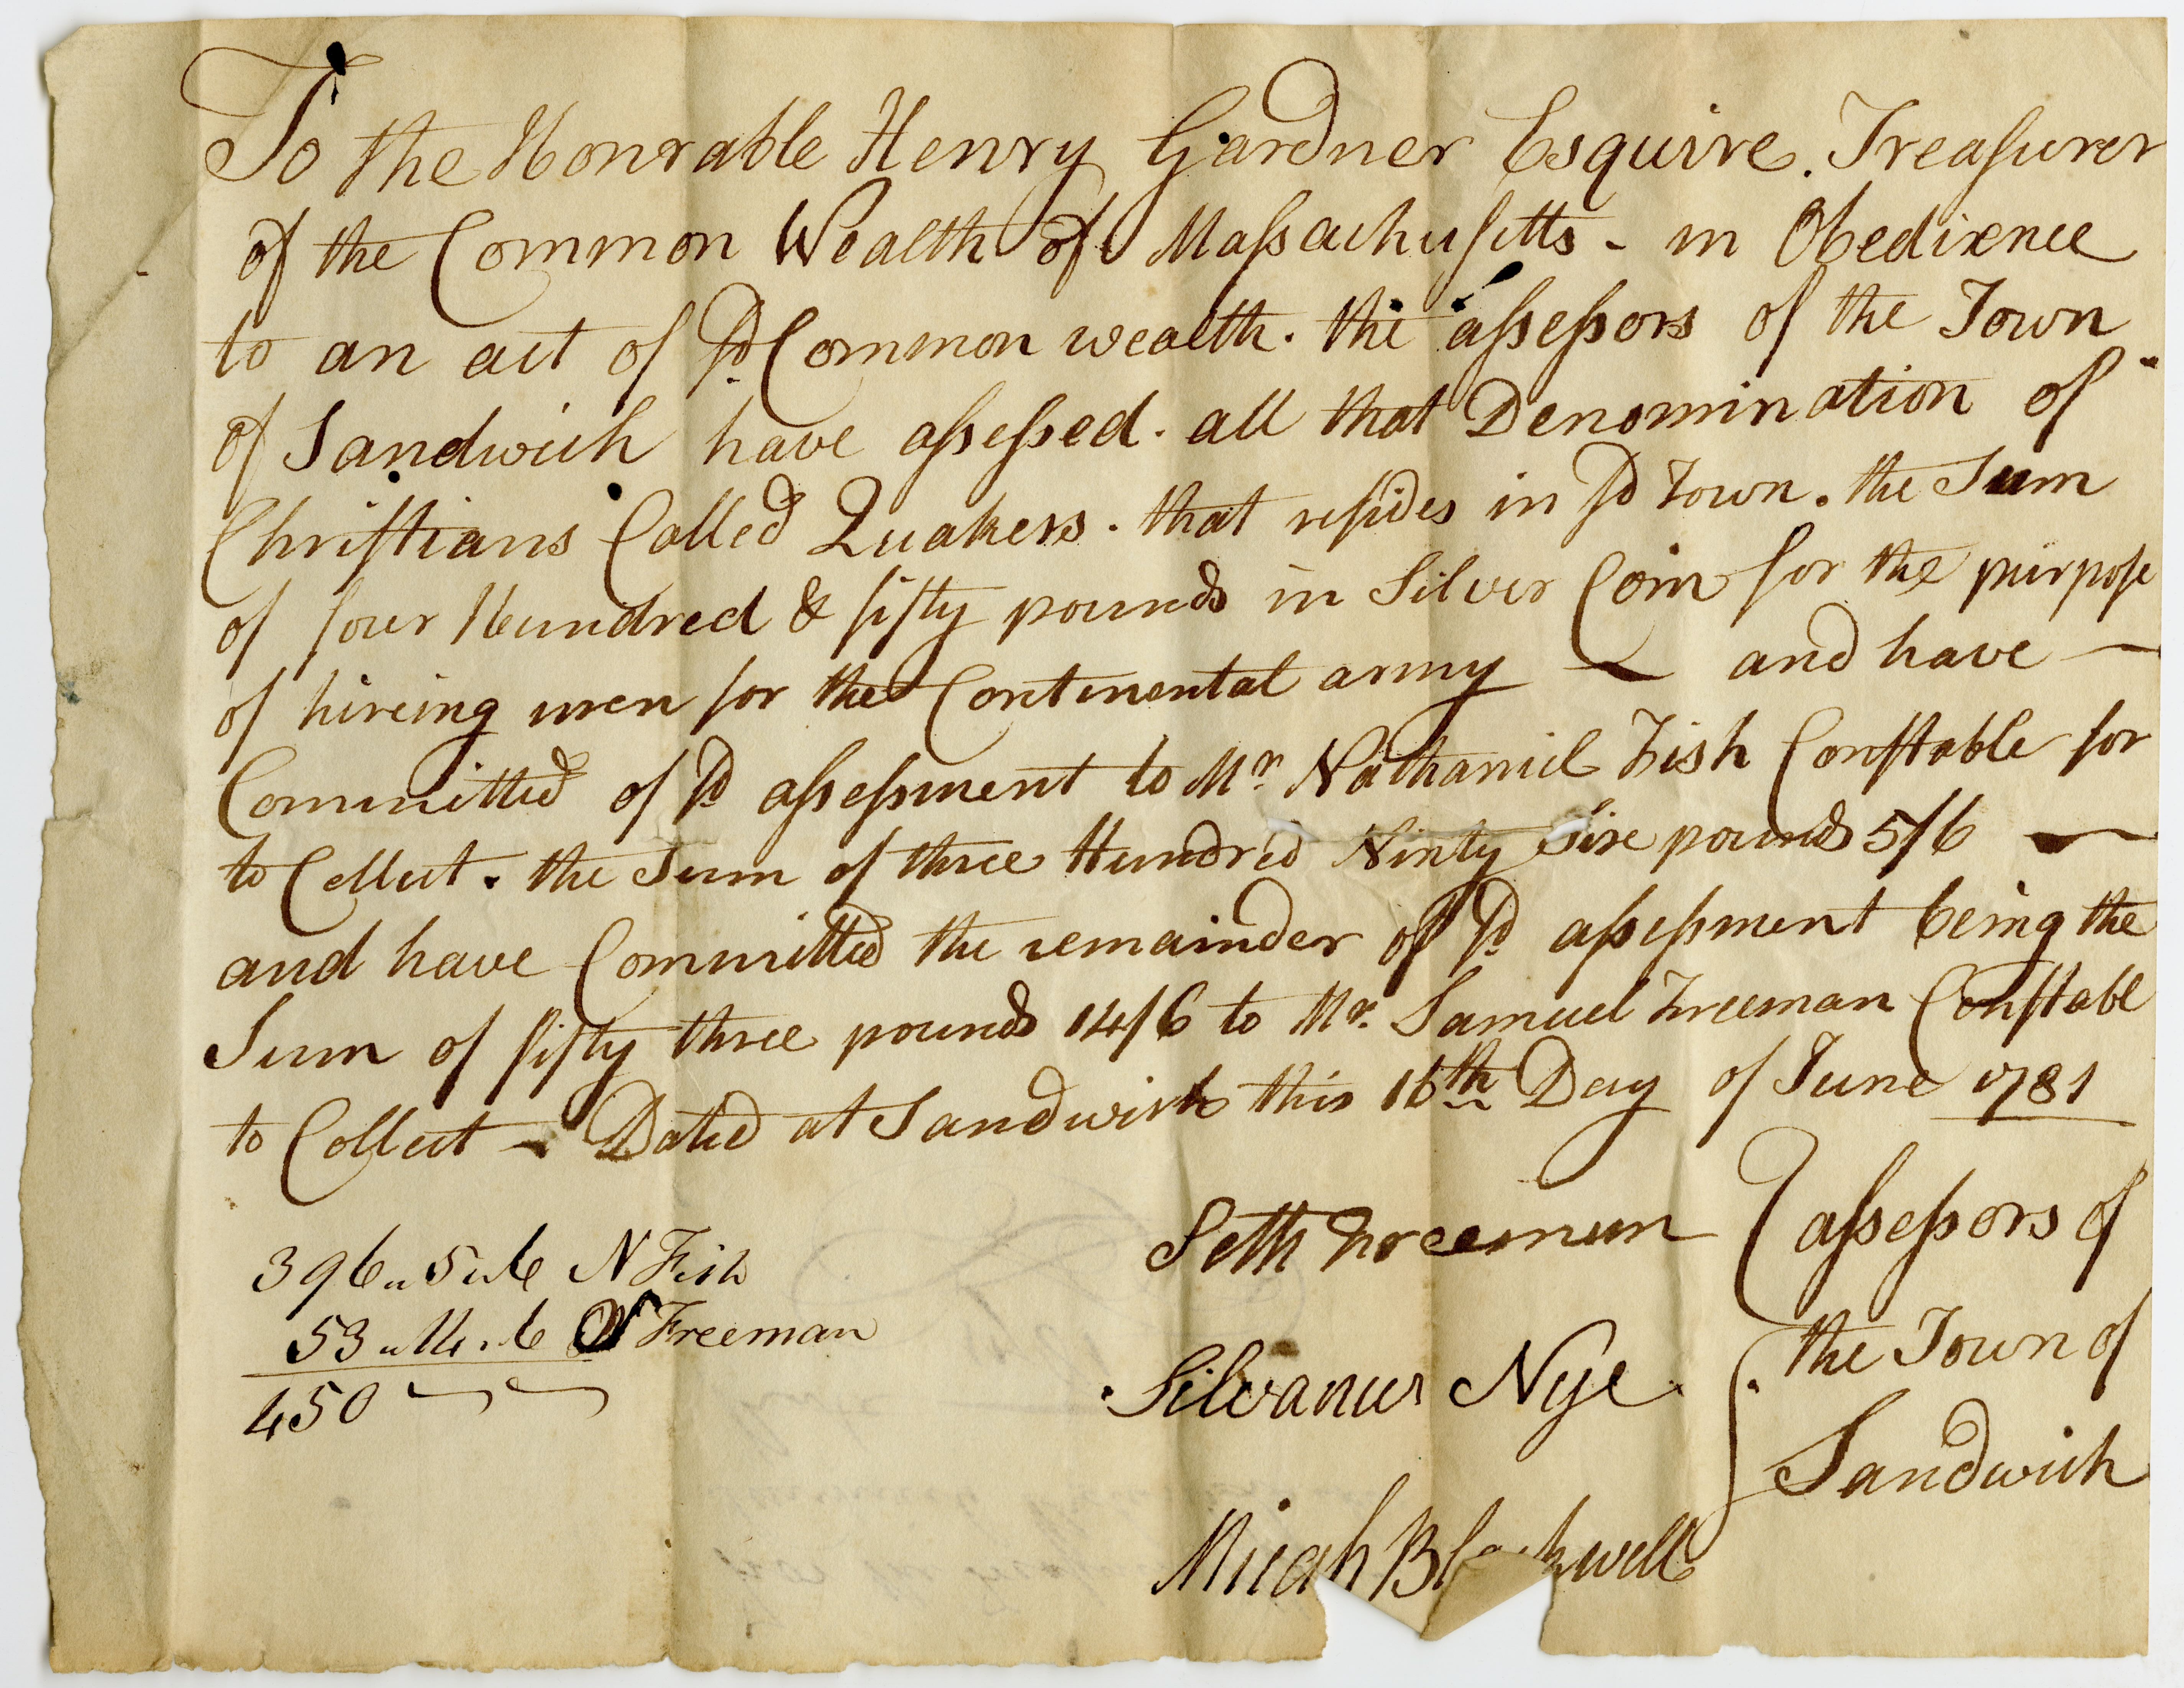 To the Honrable Henry Gardner Esquire. Treasurer
of the Common Wealth of Massachusitts - in Obedience
to an act of sd Common wealth. the assessors of the Town
of Sandwich have assessed. all that Denomination of
Christians Called Quakers. that resides in sd Town. the Sum
of four Hundred & fifty pounds in Silver Coin for the purpose
of hireing men for the Continental army — and have —
Committed of sd assessment to Mr. Nathaniel Fish Constable for
to Collect. the Sum of three Hundred Ninty Six pounds 5/6 —
and have Committed the remainder of sd assessment being the
Sum of fifty three pounds 14/6 to Mr. Samuel Freeman Constabl
to Collect - Dated at Sandwich this 16th Day of June 1781
Seth Freeman
Silvanus Nye
Micah Blackwell
assessors of
the Town of
Sandwich
396 " 5 " 6 N Fish
53 " 14 " 6 Freeman
450